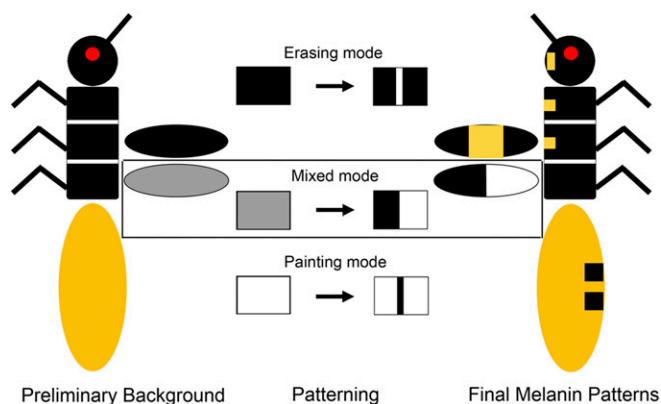 Erasing mode
Mixed mode
Painting mode
Preliminary Background
Patterning
Final Melanin Patterns